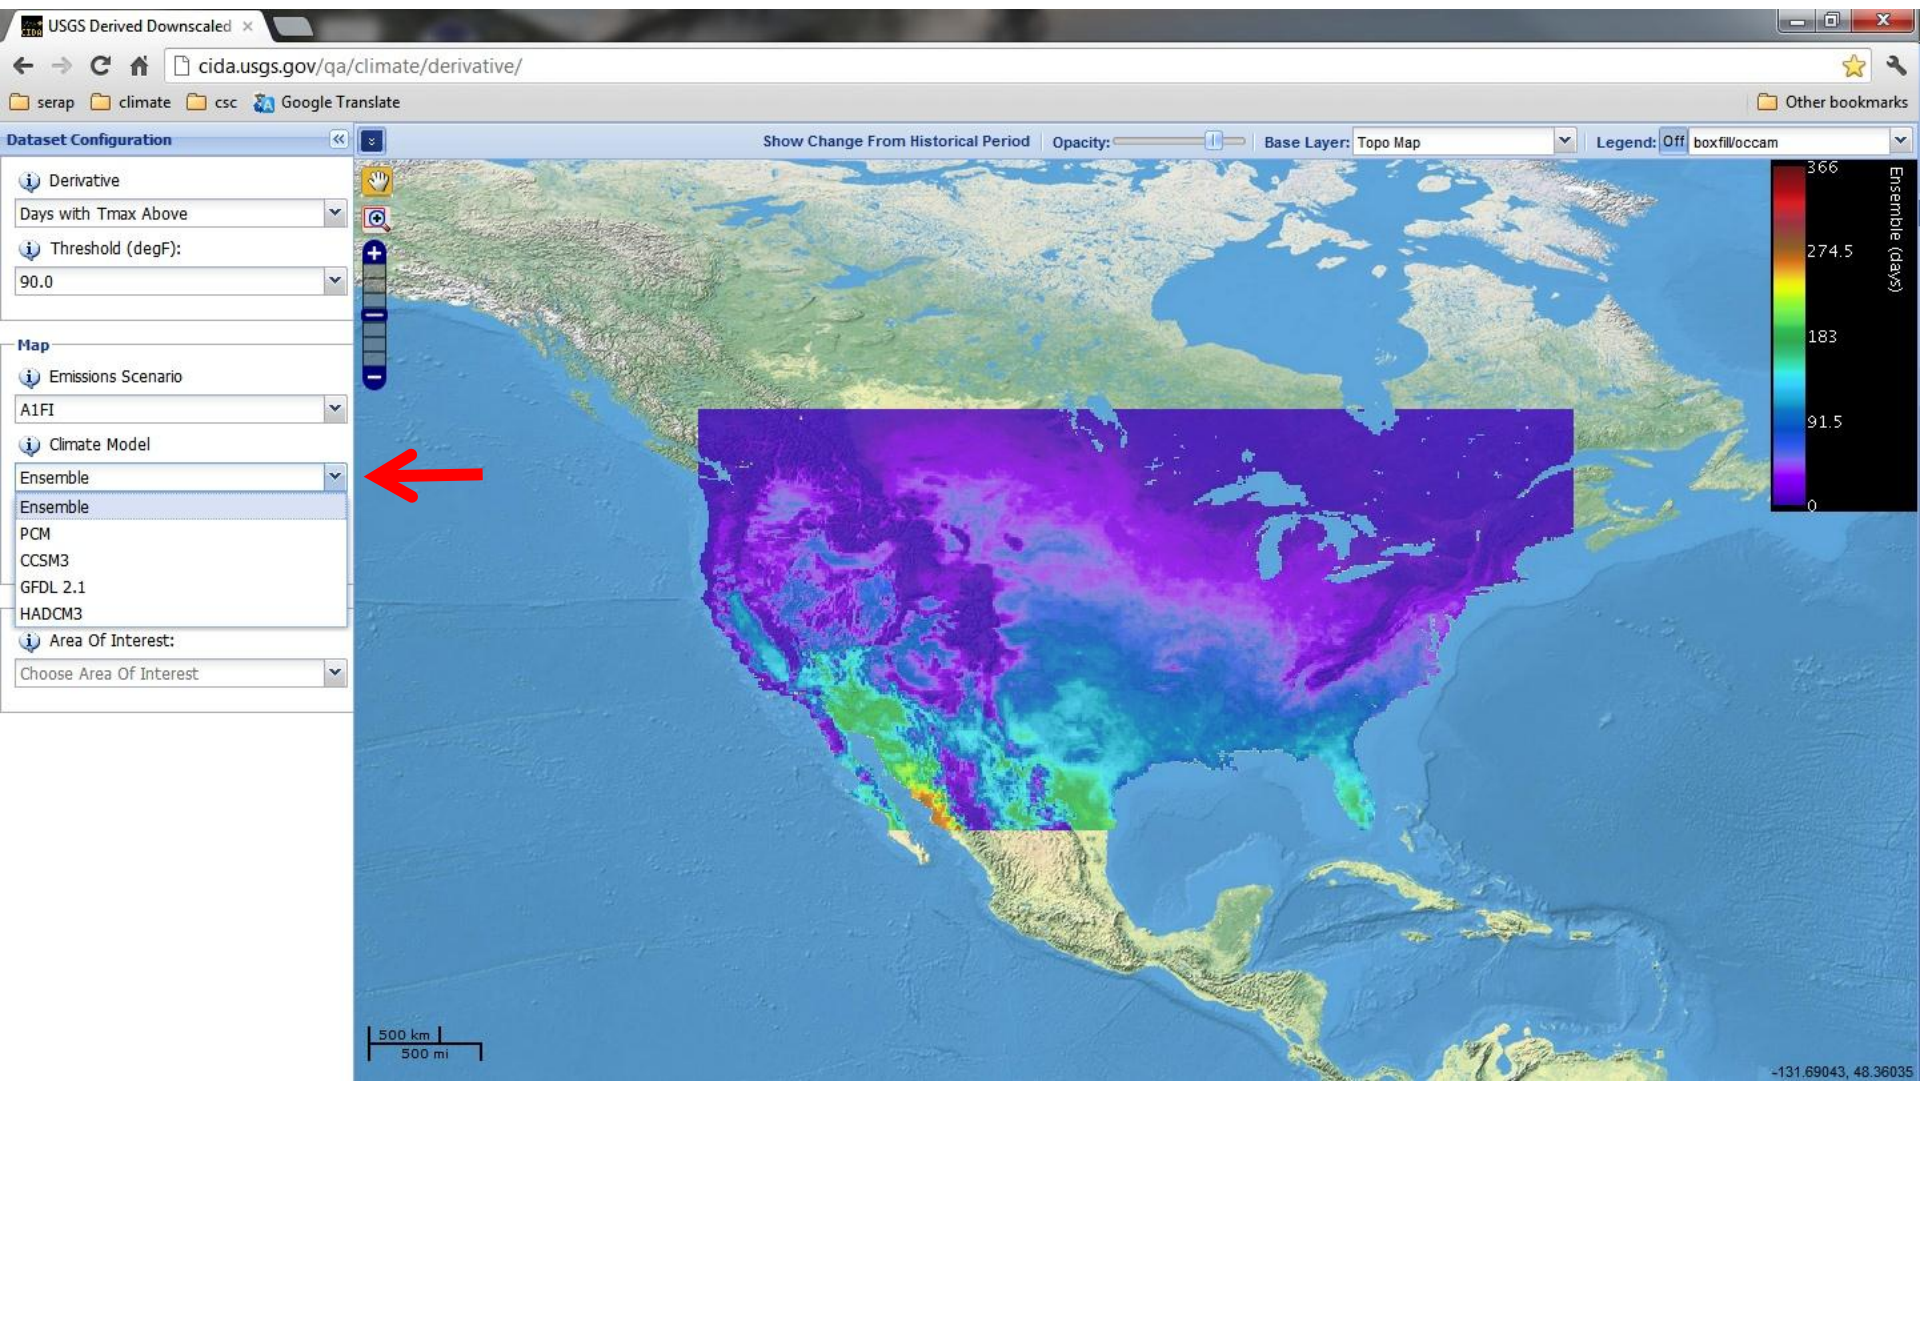 USGS Derived Downscaled
cida.usgs.gov/qa/climate/derivative/
serap climate csc Google Translate Other bookmarks
Dataset Configuration
Show Change From Historical Period Opacity: Base Layer: Topo Map Legend: Off boxfill/occam
Derivative
Days with Tmax Above
Threshold (degF):
90.0
Map
Emissions Scenario
A1FI
Climate Model
Ensemble
Ensemble
PCM
CCSM3
GFDL 2.1
HADCM3
Area Of Interest:
Choose Area Of Interest
366
274.5
183
91.5
0
Ensemble (days)
500 km
500 mi
-131.69043, 48.36035
CIDA